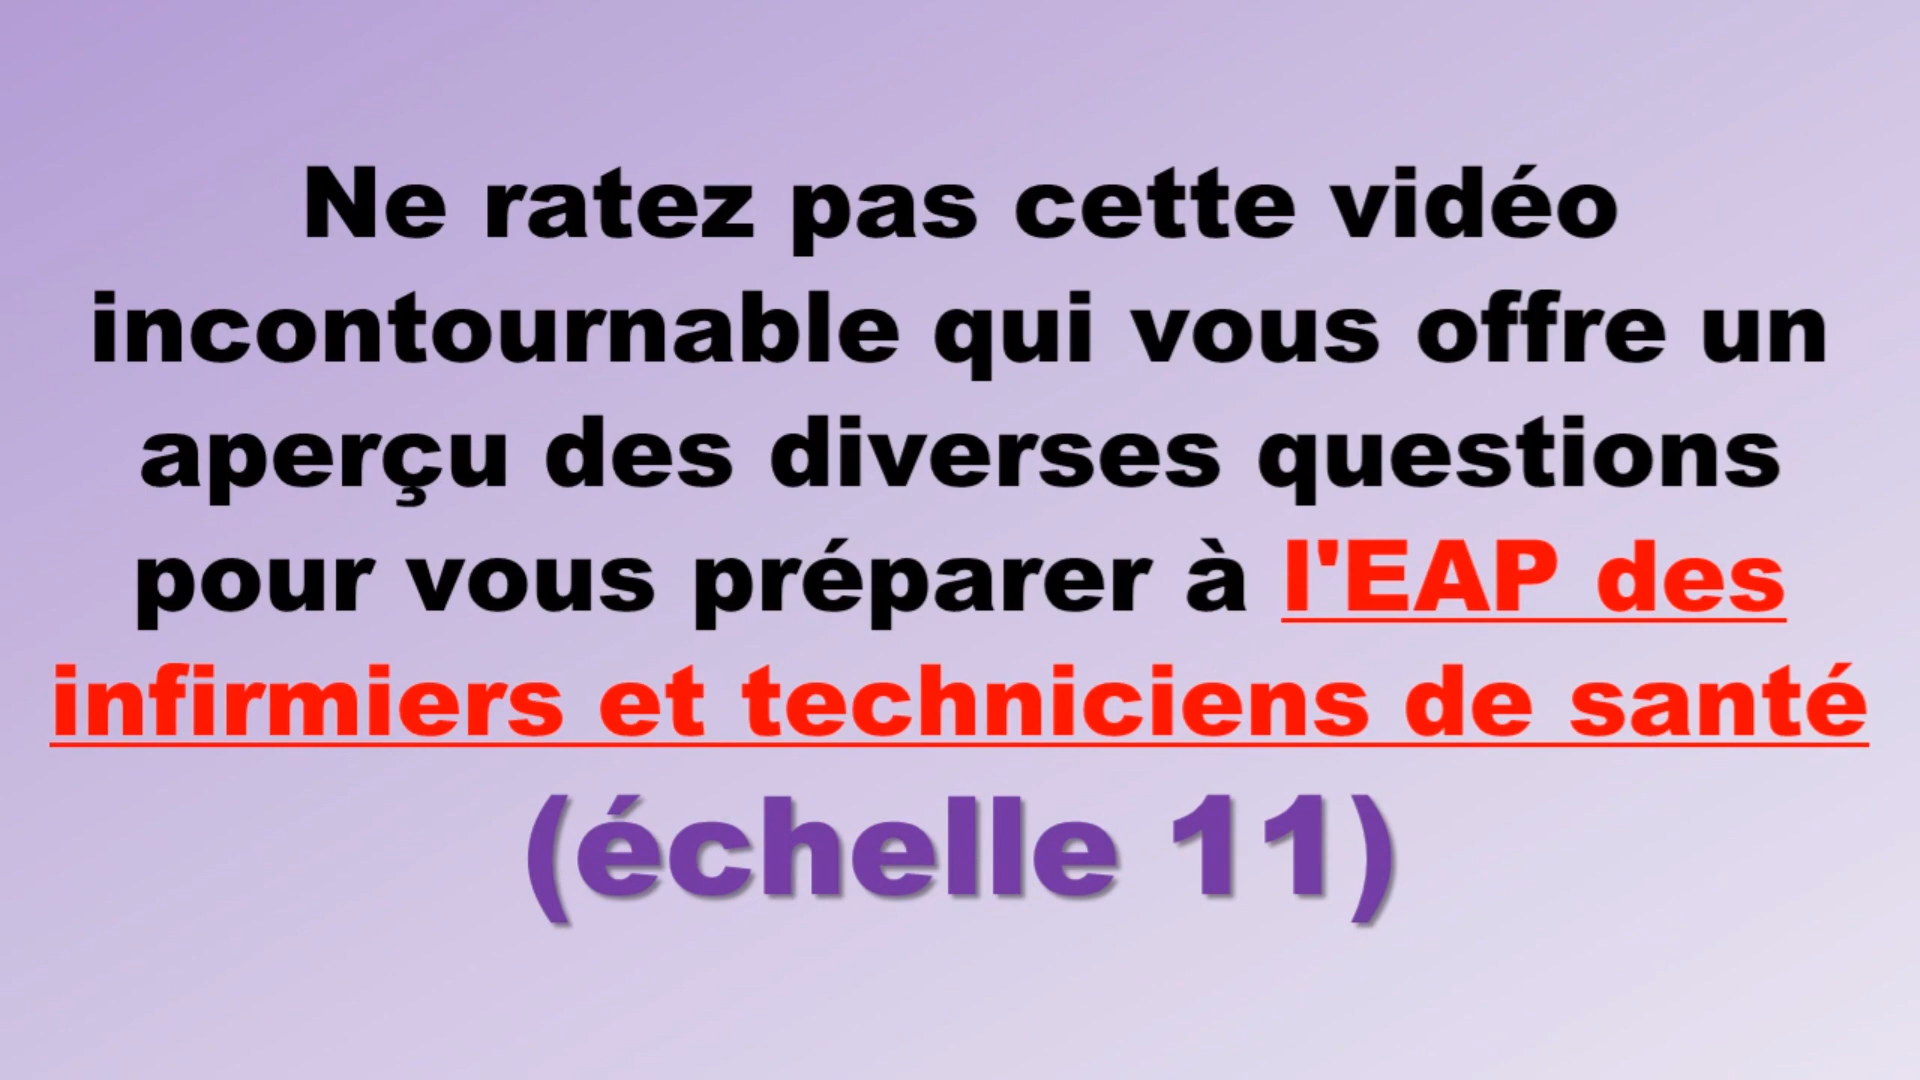 Ne ratez pas cette vidéo
incontournable qui vous offre un
aperçu des diverses questions
pour vous préparer à l'EAP des
infirmiers et techniciens de santé
(échelle 11)